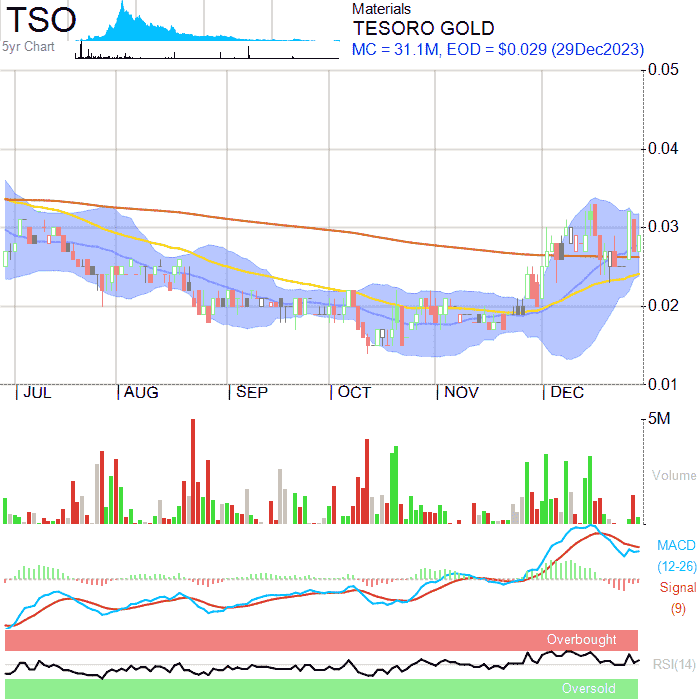 TSO
5yr Chart
Materials
TESORO GOLD
MC = 31.1M, EOD = $0.029 (29Dec2023)
0.05
0.04
0.03
0.02
0.01
JUL AUG SEP OCT NOV DEC
5M
Volume
MACD
(12-26)
Signal
(9)
Overbought
RSI(14)
Oversold